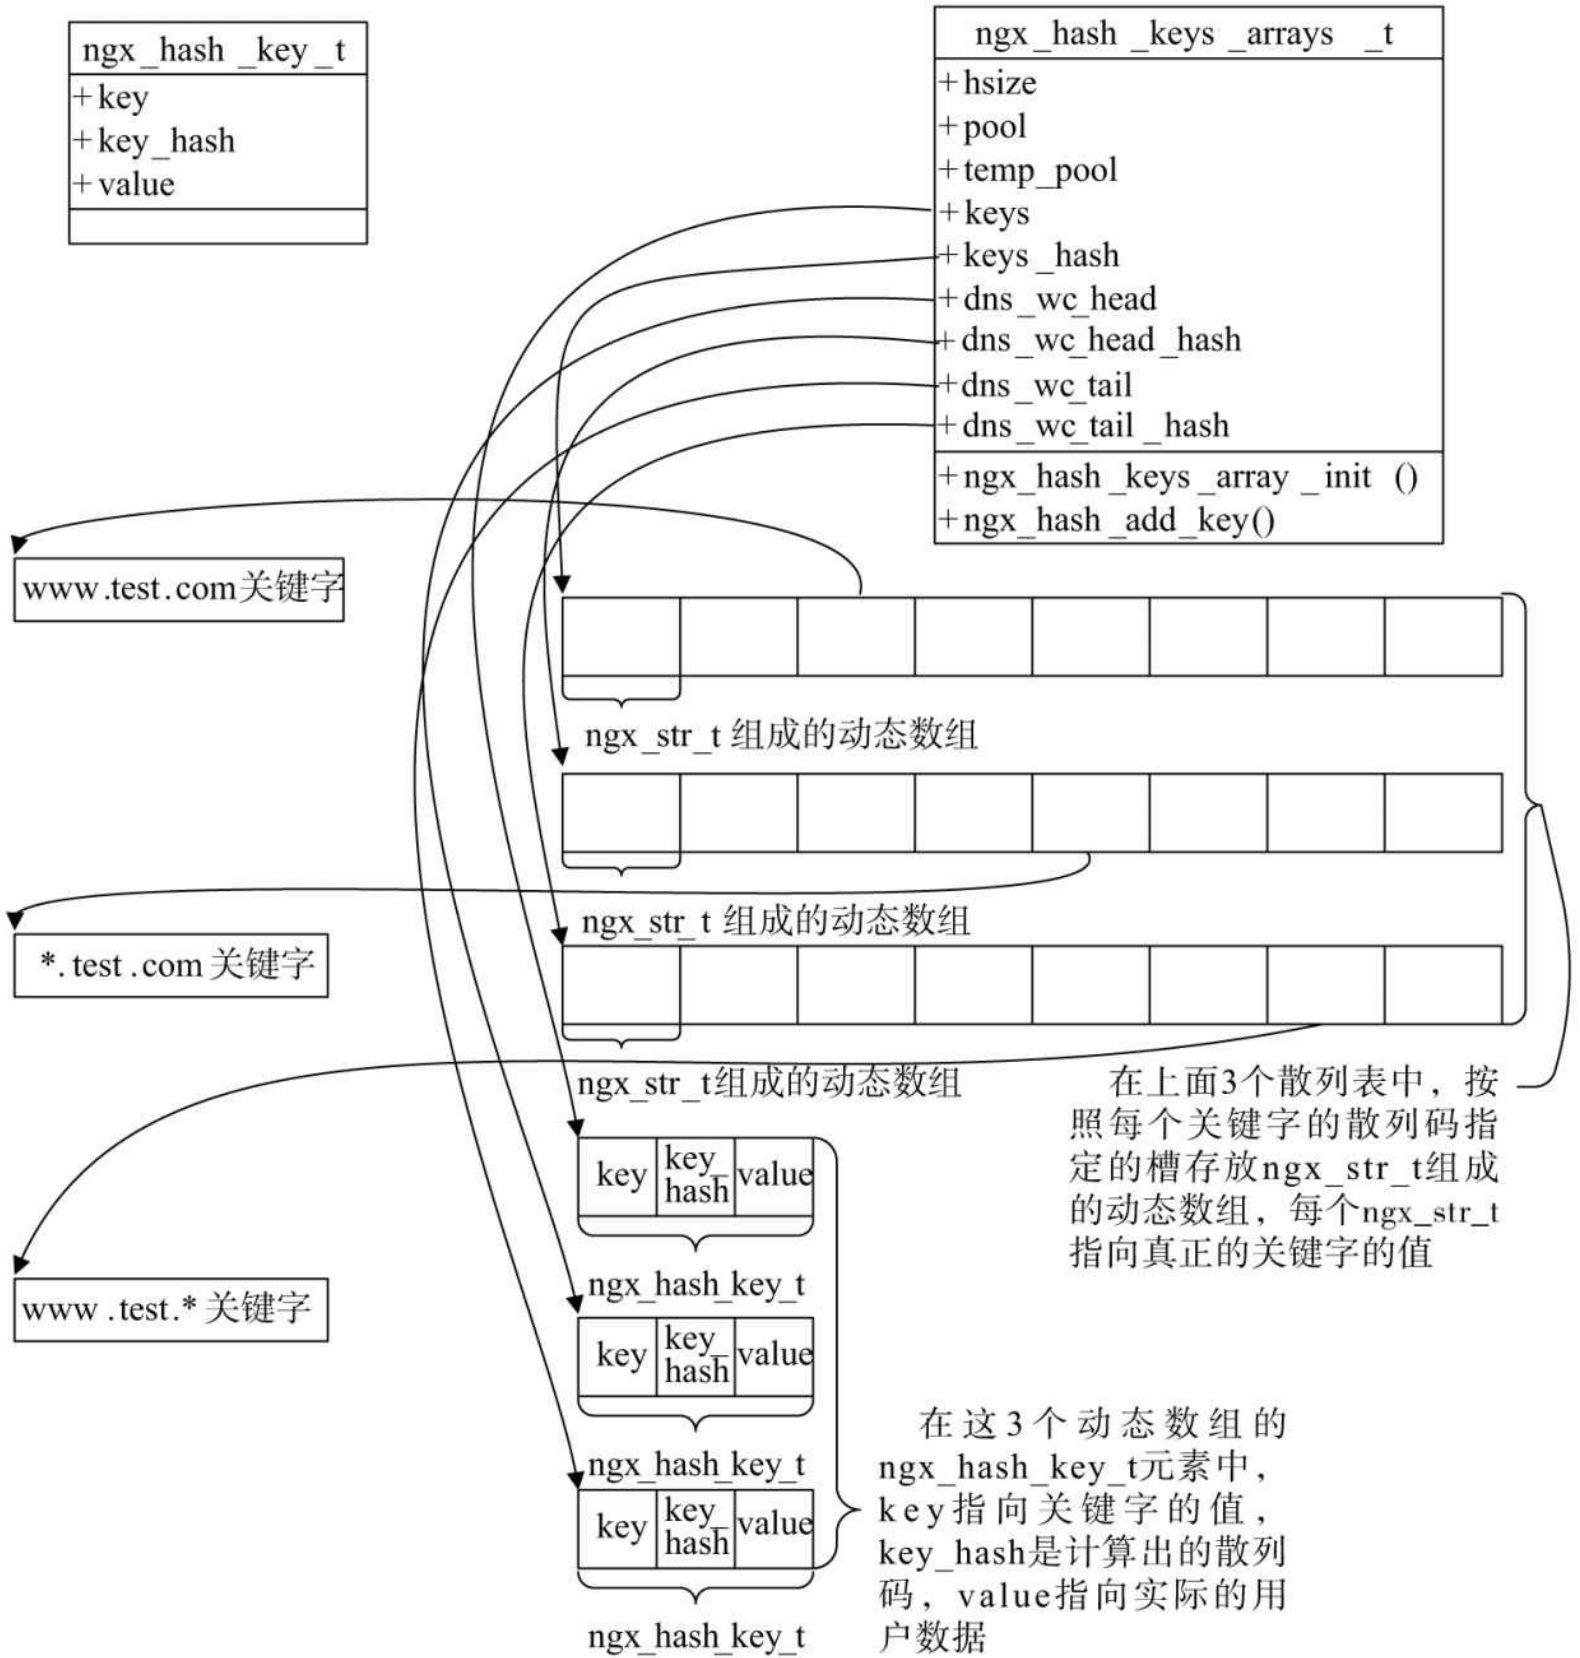 ngx_hash_key_t
+key
+key_hash
+value
ngx_hash_keys_arrays_t
+hsize
+pool
+temp_pool
+keys
+keys_hash
+dns_wc_head
+dns_wc_head_hash
+dns_wc_tail
+dns_wc_tail_hash
+ngx_hash_keys_array_init ()
+ngx_hash_add_key()
www.test.com关键字
ngx_str_t 组成的动态数组
ngx_str_t 组成的动态数组
*.test.com 关键字
ngx_str_t组成的动态数组
www.test.* 关键字
在上面3个散列表中，按
照每个关键字的散列码指
定的槽存放ngx_str_t组成
的动态数组，每个ngx_str_t
指向真正的关键字的值
key
key_
hash
value
ngx_hash_key_t
key
key_
hash
value
ngx_hash_key_t
key
key_
hash
value
ngx_hash_key_t
在这3个动态数组的
ngx_hash_key_t元素中，
key指向关键字的值，
key_hash是计算出的散列
码，value指向实际的用
户数据